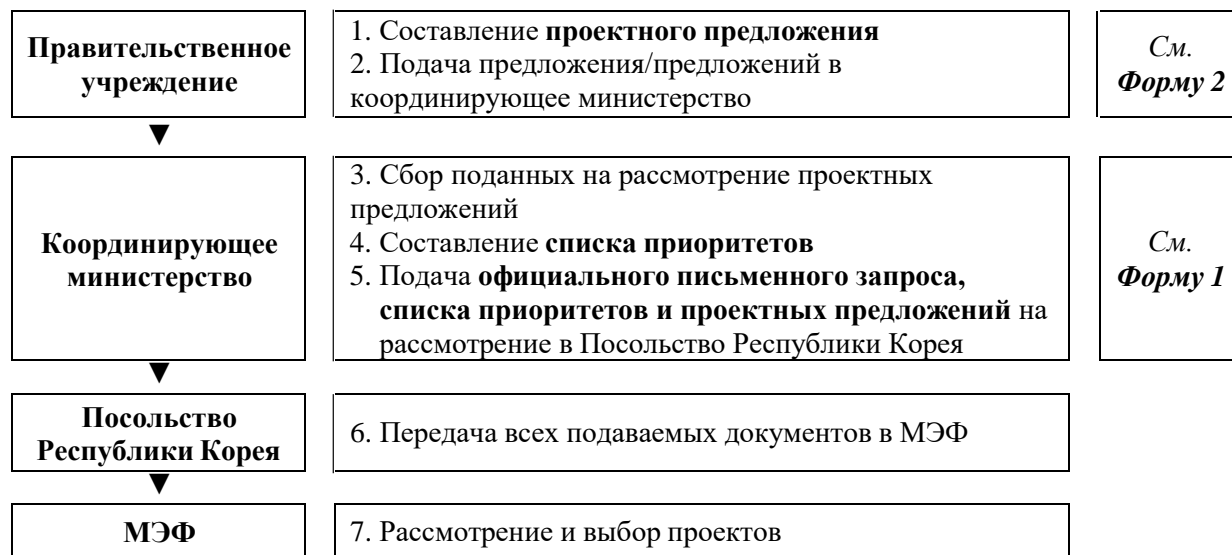 Правительственное
учреждение
1. Составление проектного предложения
2. Подача предложения/предложений в
координирующее министерство
См.
Форму 2
▼
Координирующее
министерство
3. Сбор поданных на рассмотрение проектных
предложений
4. Составление списка приоритетов
5. Подача официального письменного запроса,
списка приоритетов и проектных предложений на
рассмотрение в Посольство Республики Корея
См.
Форму 1
▼
Посольство
Республики Корея
6. Передача всех подаваемых документов в МЭФ
▼
МЭФ
7. Рассмотрение и выбор проектов